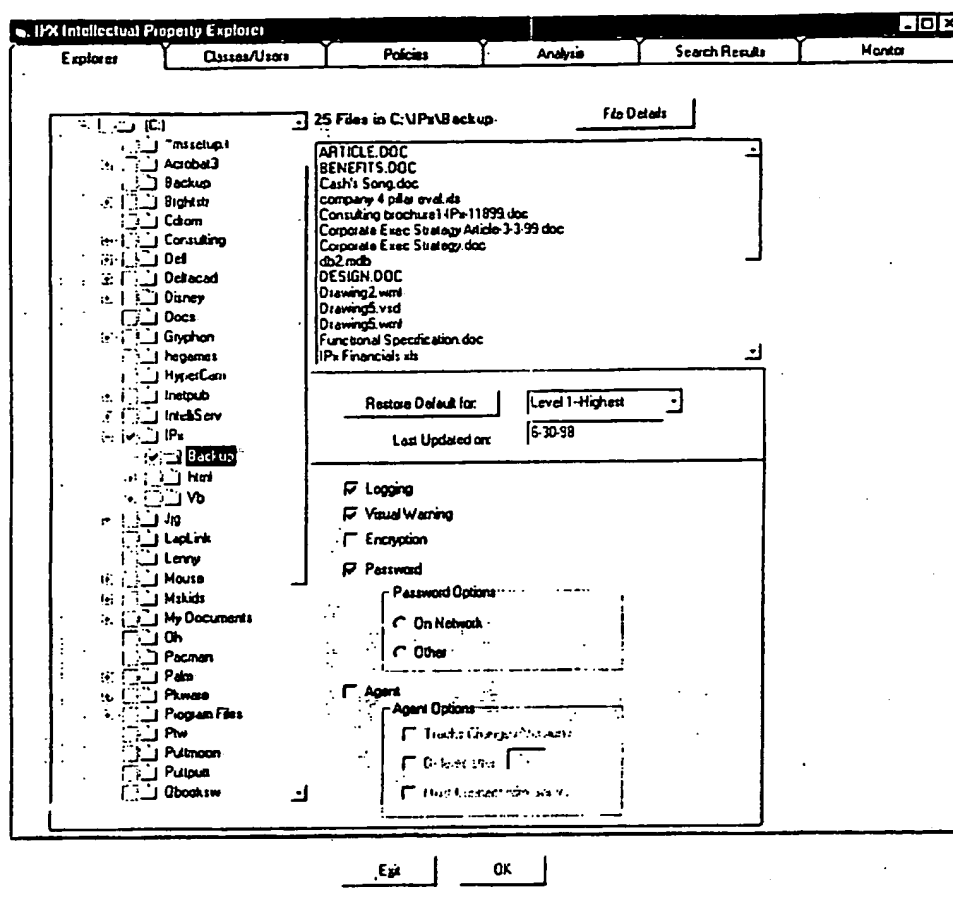 IPX Intellectual Property Explorer
Explorer Classes/Users Policies Analysis Search Results Monitor
(C:)
~mssetup.t
Acrobat3
Backup
Bightstr
Cdrom
Consulting
Dell
Deltacad
Disney
Docs
Gryphon
hegames
HyperCam
Inetpub
IntelliServ
IPx
Backup
html
Vb
Jrg
LapLink
Lenny
Mouse
Mskids
My Documents
Oh
Pacman
Palm
Pkware
Program Files
Ptw
Puttmoon
Puttputt
Qbooksw
25 Files in C:\IPx\Backup
File Details
ARTICLE.DOC
BENEFITS.DOC
Cash's Song.doc
company 4 pillar eval.xls
Consulting brochure1-IPx-11899.doc
Corporate Exec Strategy Article-3-3-99.doc
Corporate Exec Strategy.doc
db2.mdb
DESIGN.DOC
Drawing2.wmf
Drawing5.vsd
Drawing5.wmf
Functional Specification.doc
IPx Financials.xls
Restore Default for: Level 1-Highest
Last Updated on: 6-30-98
Logging
Visual Warning
Encryption
Password
Password Options
On Network
Other
Agent
Agent Options
Exit OK